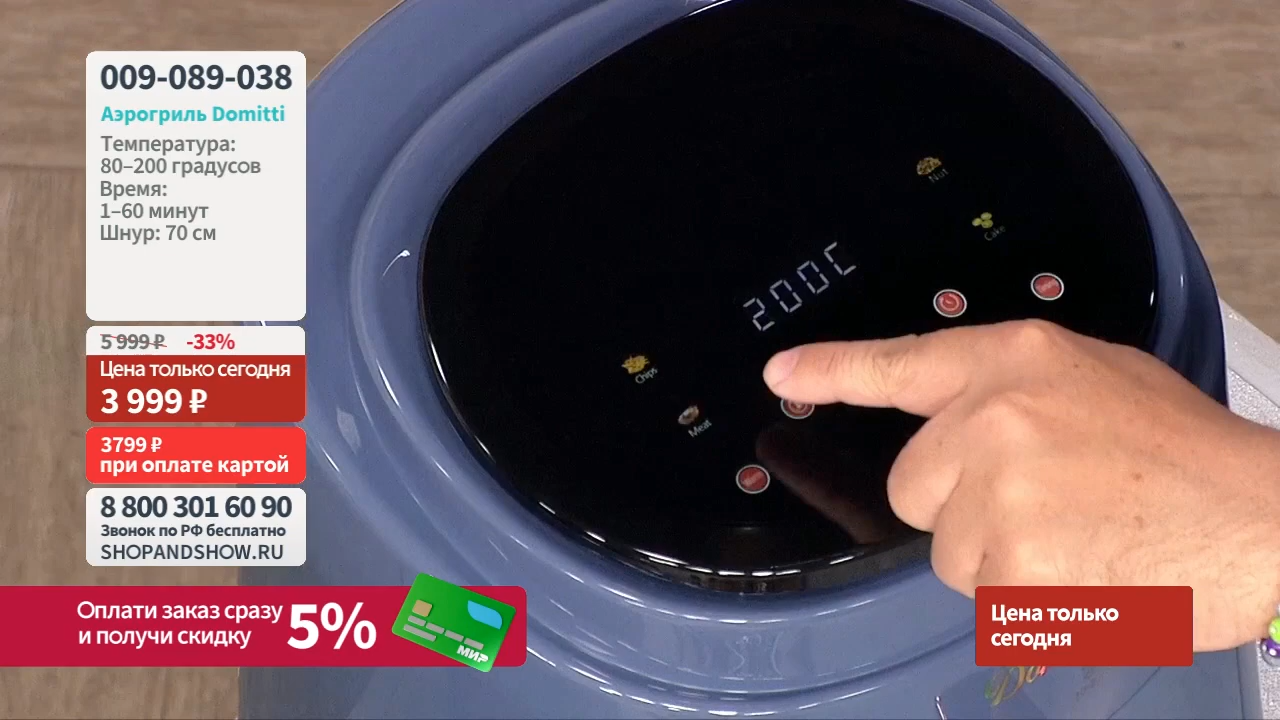 009-089-038
Аэрогриль Domitti
Температура:
80–200 градусов
Время:
1–60 минут
Шнур: 70 см
5 999 ₽ -33%
Цена только сегодня
3 999 ₽
3799 ₽
при оплате картой
8 800 301 60 90
Звонок по РФ бесплатно
SHOPANDSHOW.RU
Оплати заказ сразу
и получи скидку
5%
МИР
Цена только
сегодня
Nut
Cake
200C
Chips
Meat